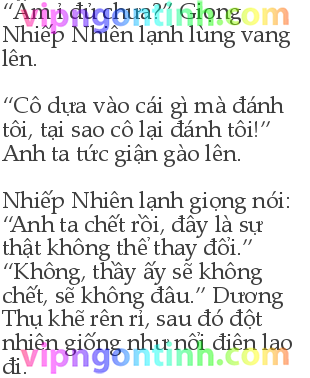 “Ầm ĩ đủ chưa?” Giọng
Nhiếp Nhiên lạnh lùng vang
lên.
“Cô dựa vào cái gì mà đánh
tôi, tại sao cô lại đánh tôi!”
Anh ta tức giận gào lên.
Nhiếp Nhiên lạnh giọng nói:
“Anh ta chết rồi, đây là sự
thật không thể thay đổi.”
“Không, thầy ấy sẽ không
chết, sẽ không đâu.” Dương
Thụ khẽ rên rỉ, sau đó đột
nhiên giống như nổi điên lao
đi.
vipngontinh.com
vipngontinh.com